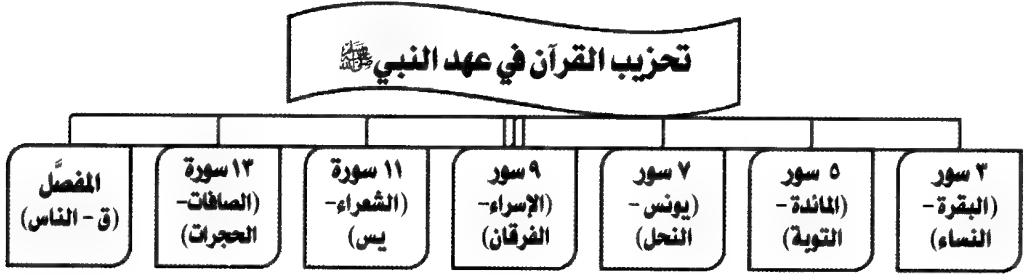 تحزيب القرآن في عهد النبي ﷺ
٣ سور
(البقرة-
النساء)
٥ سور
(المائدة-
التوبة)
٧ سور
(يونس-
النحل)
٩ سور
(الإسراء-
الفرقان)
١١ سورة
(الشعراء-
يس)
١٣ سورة
(الصافات-
الحجرات)
المفصَّل
(ق - الناس)